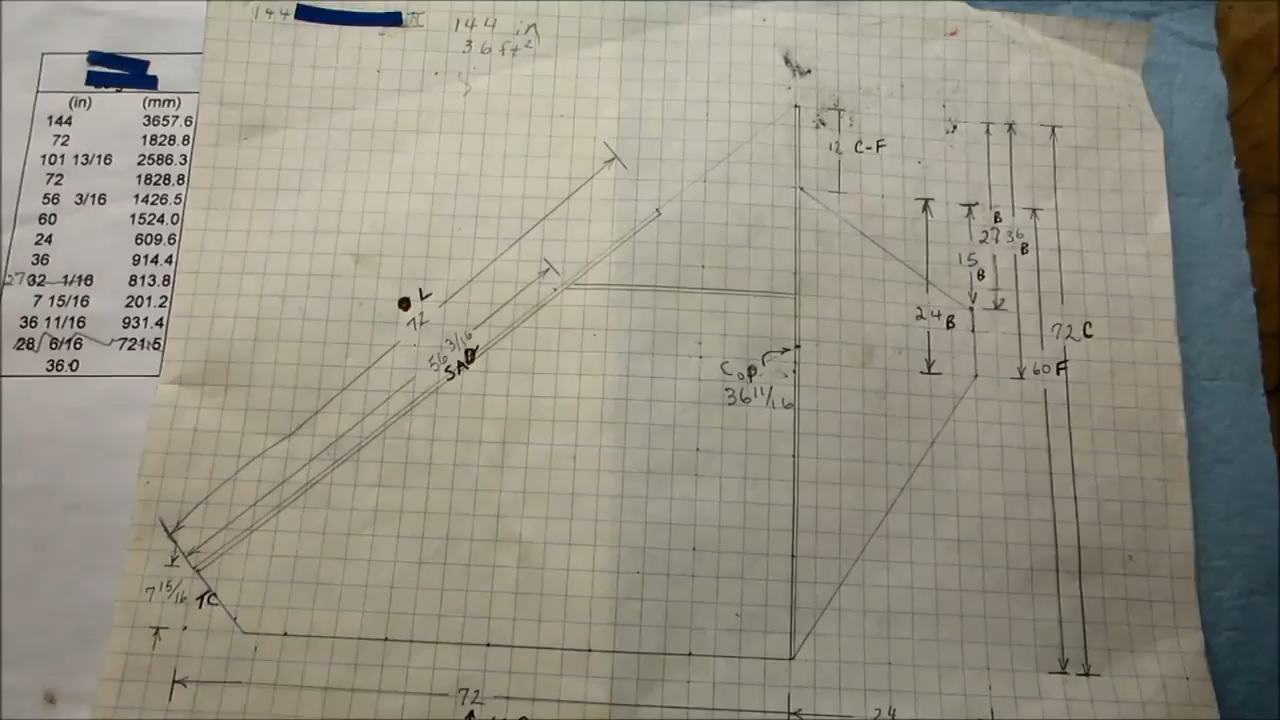 144
144 in
36 ft²
(in) (mm)
144 3657.6
72 1828.8
101 13/16 2586.3
72 1828.8
56 3/16 1426.5
60 1524.0
24 609.6
36 914.4
32 1/16 813.8
7 15/16 201.2
36 11/16 931.4
28 6/16 721.5
36.0
12 C-F
B
27 36
B
15
B
24 B
72 C
60 F
L
72
56 3/16
SAD
C.o.P.
36 11/16
7 15/16 TC
72
24